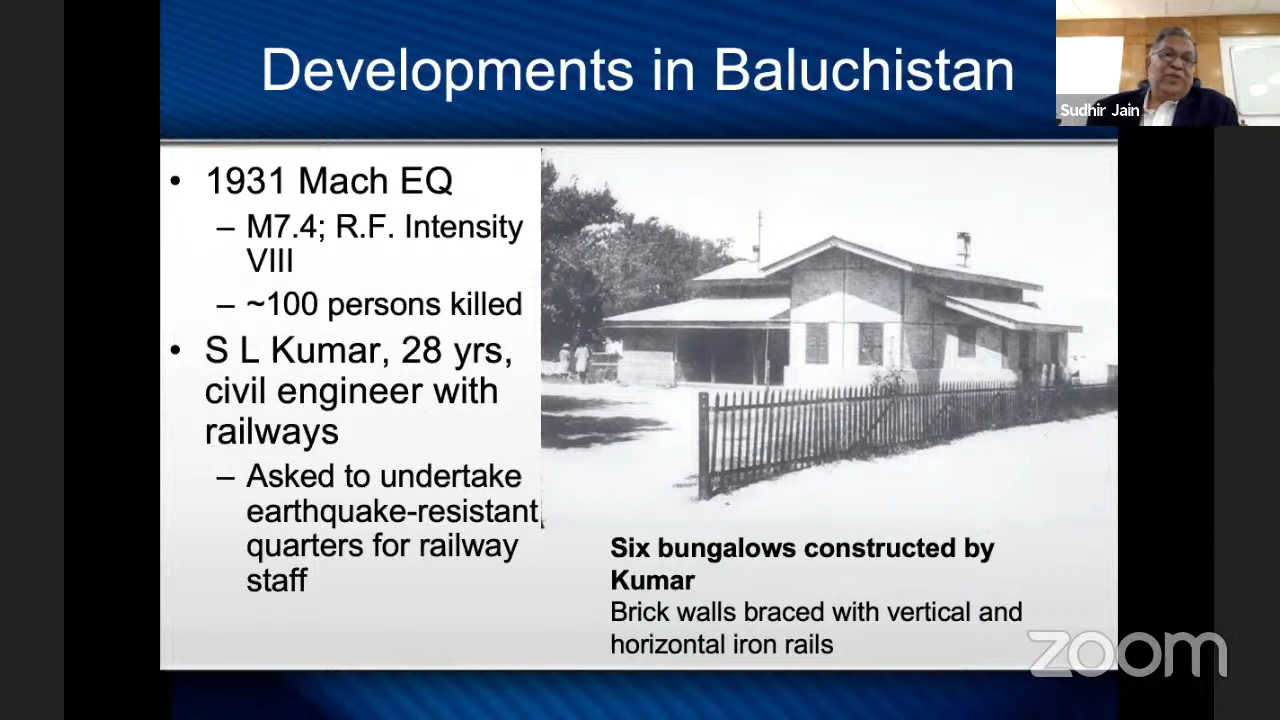 Developments in Baluchistan
Sudhir Jain
• 1931 Mach EQ
– M7.4; R.F. Intensity
VIII
– ~100 persons killed
• S L Kumar, 28 yrs,
civil engineer with
railways
– Asked to undertake
earthquake-resistant
quarters for railway
staff
Six bungalows constructed by
Kumar
Brick walls braced with vertical and
horizontal iron rails
zoom